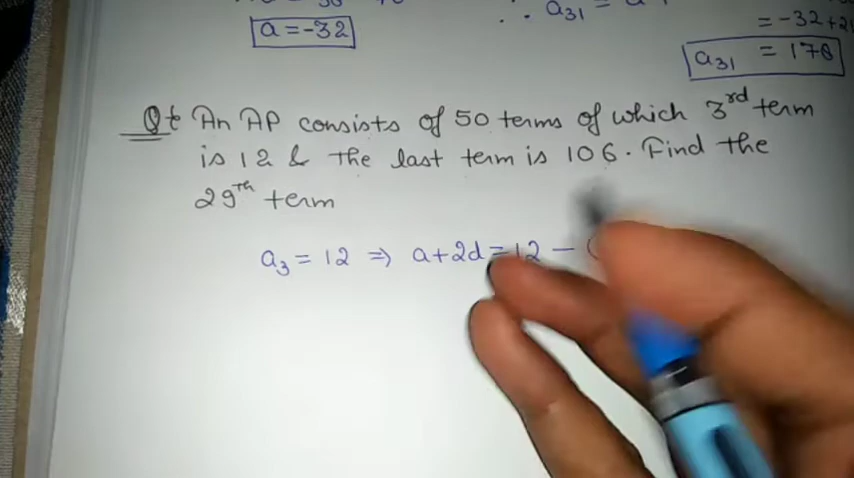 a = -32
∴ a31 =
= -32+21
a31 = 178
Q: An AP consists of 50 terms of which 3rd term
is 12 & the last term is 106. Find the
29th term
a3 = 12 ⇒ a+2d = 12 –